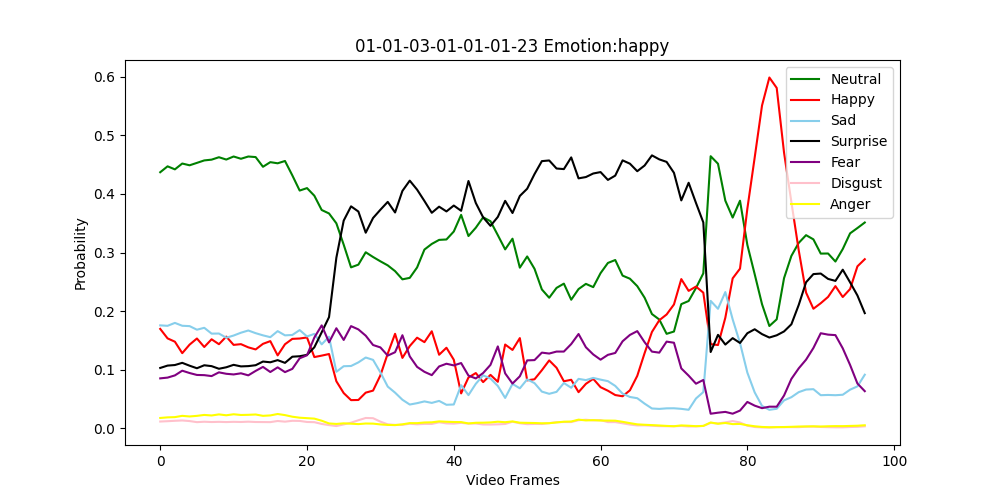 01-01-03-01-01-01-23 Emotion:happy
Probability
0.6
0.5
0.4
0.3
0.2
0.1
0.0
Neutral
Happy
Sad
Surprise
Fear
Disgust
Anger
0 20 40 60 80 100
Video Frames